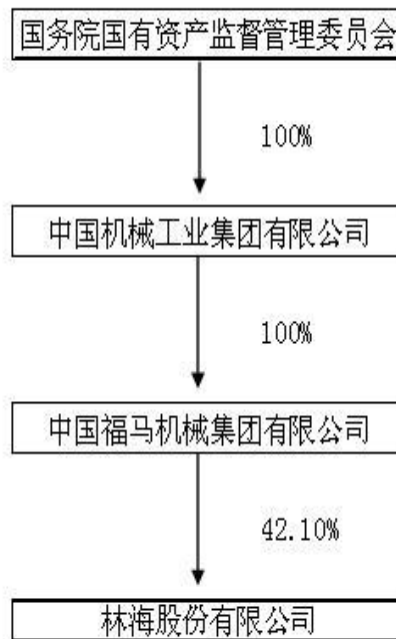 国务院国有资产监督管理委员会
100%
中国机械工业集团有限公司
100%
中国福马机械集团有限公司
42.10%
林海股份有限公司